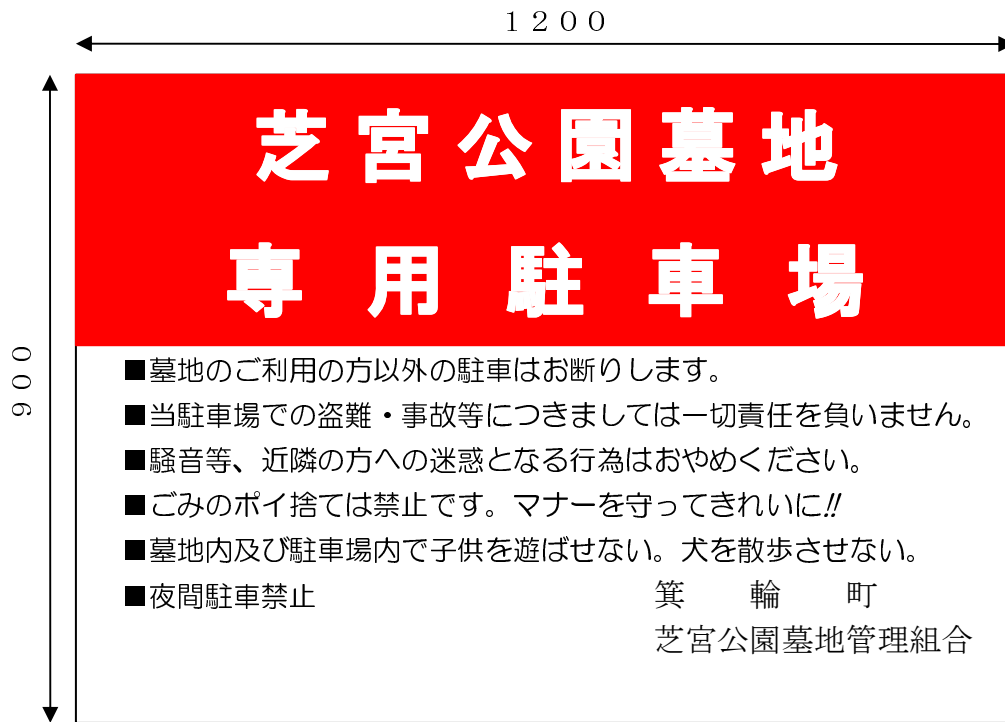 １２００
９００
芝宮公園墓地
専用駐車場
■墓地のご利用の方以外の駐車はお断りします。
■当駐車場での盗難・事故等につきましては一切責任を負いません。
■騒音等、近隣の方への迷惑となる行為はおやめください。
■ごみのポイ捨ては禁止です。マナーを守ってきれいに!!
■墓地内及び駐車場内で子供を遊ばせない。犬を散歩させない。
■夜間駐車禁止
箕　輪　町
芝宮公園墓地管理組合